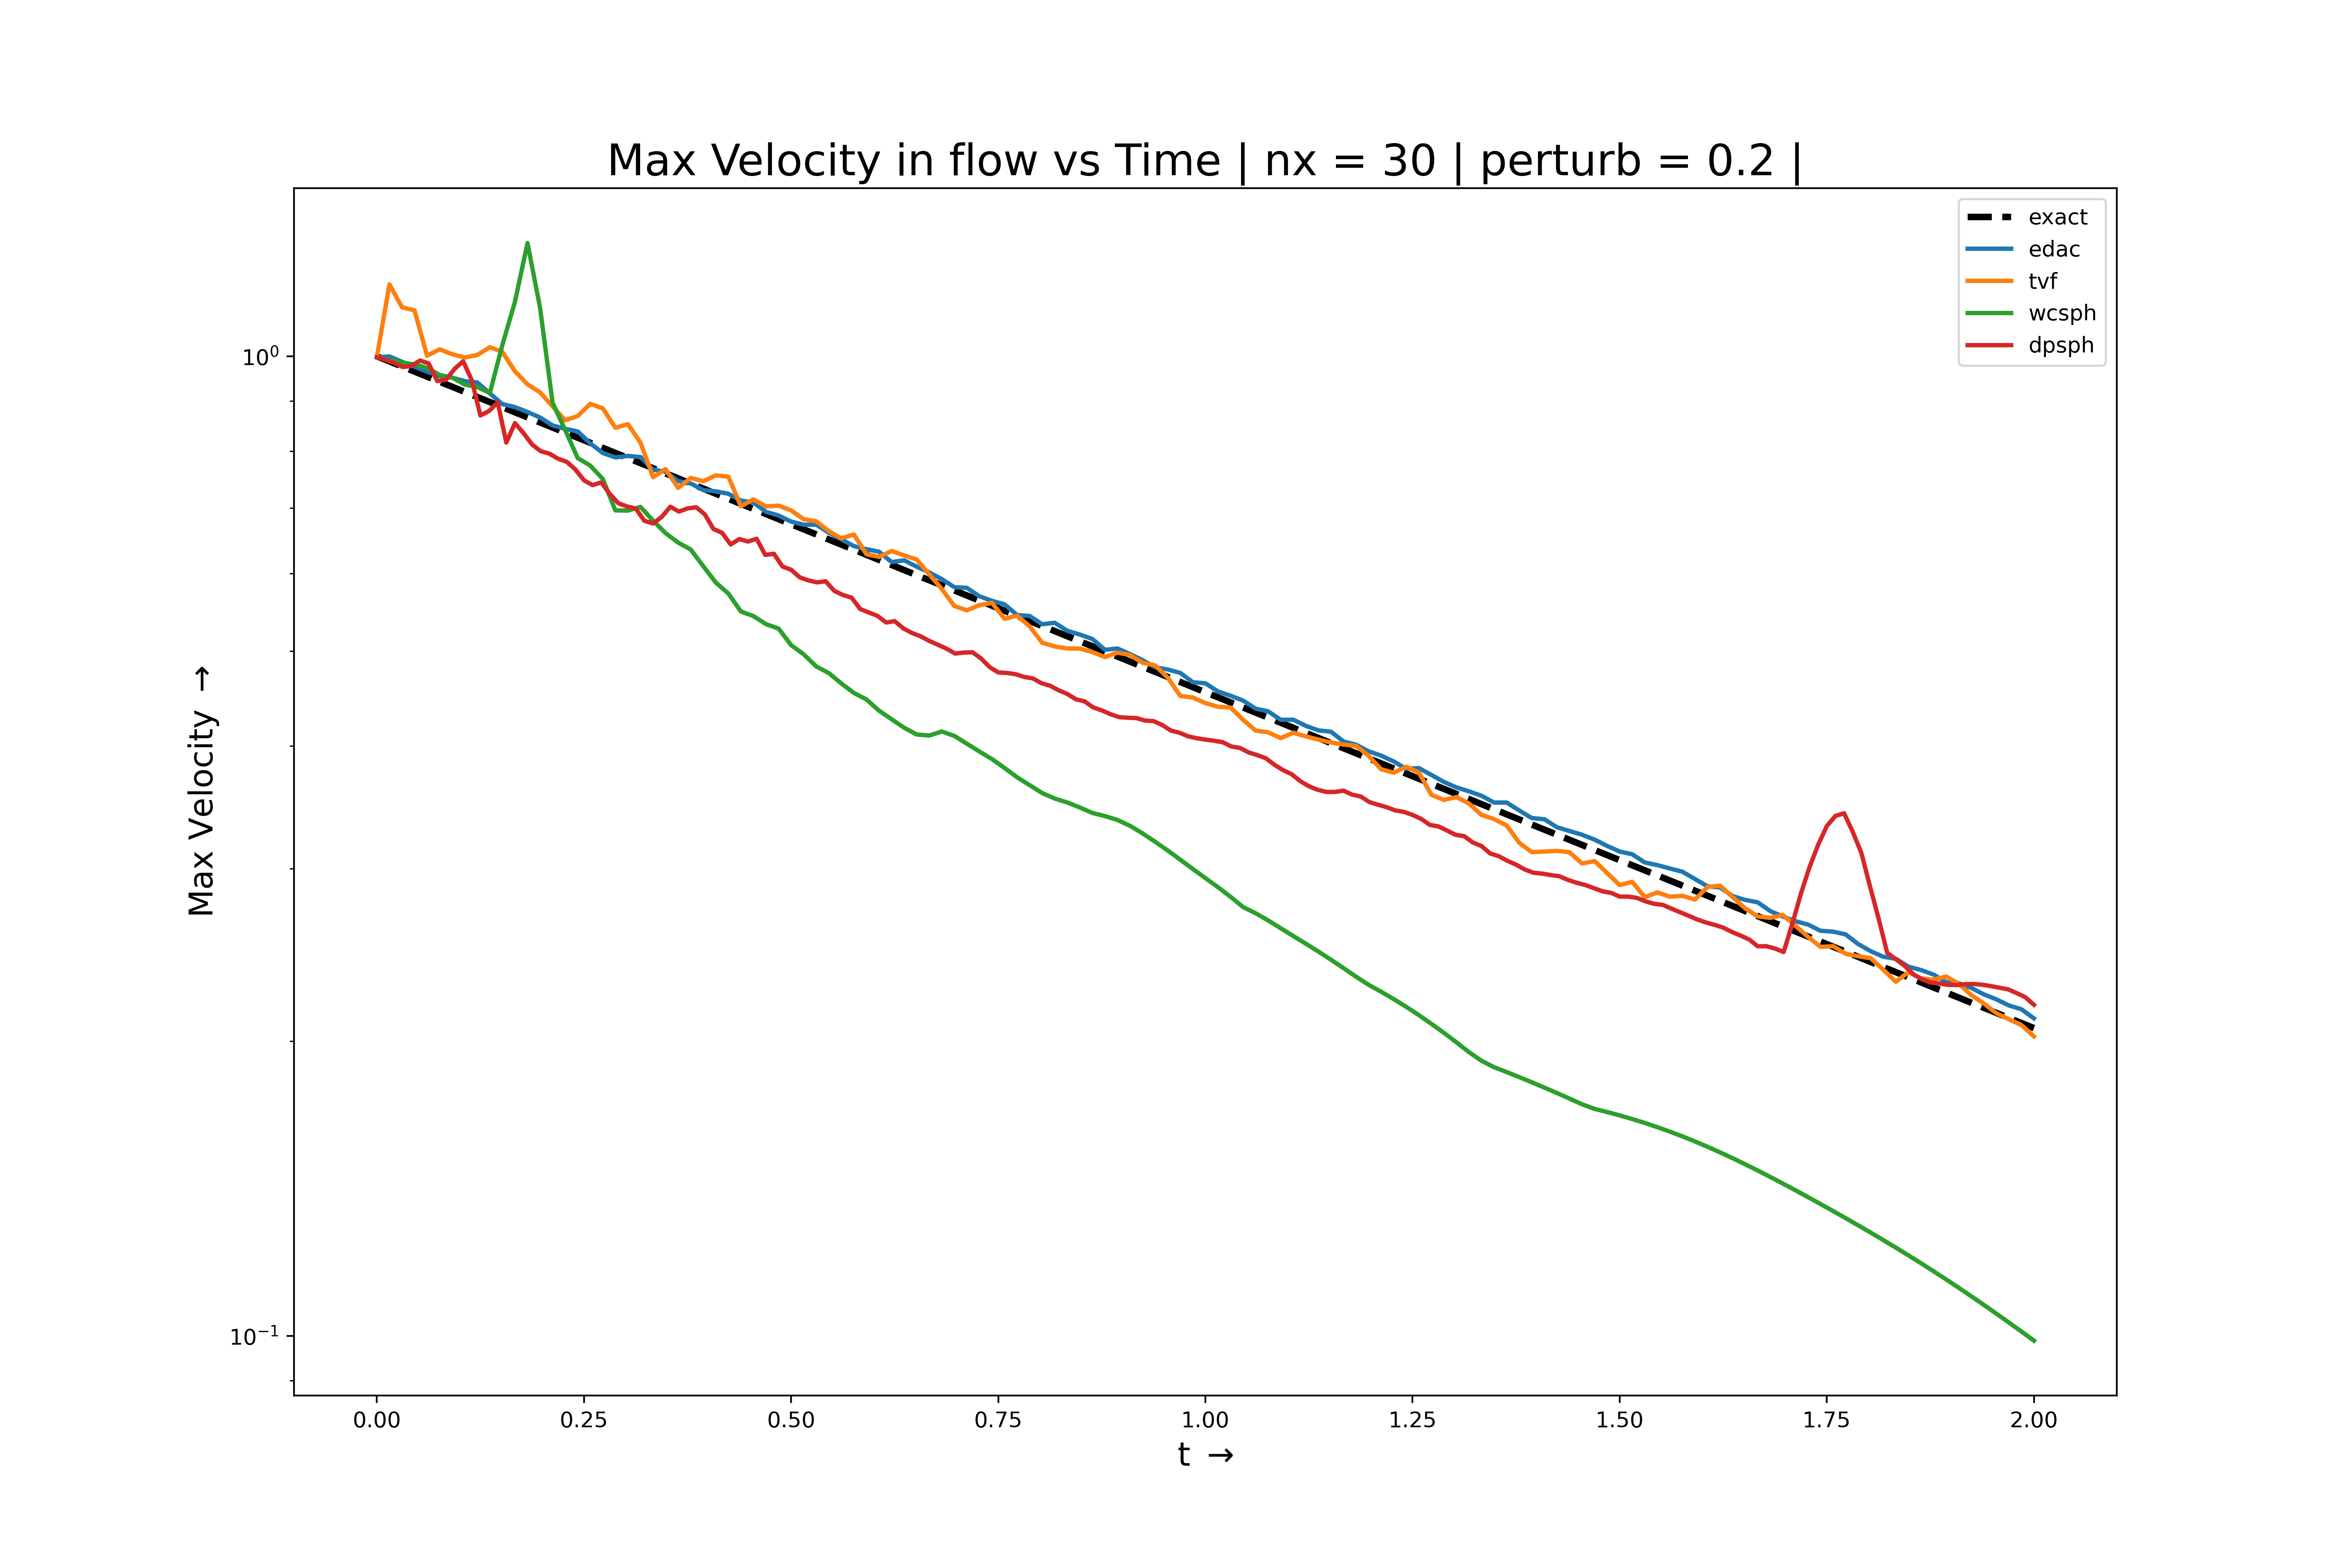 Max Velocity in flow vs Time | nx = 30 | perturb = 0.2 |
exact
edac
tvf
wcsph
dpsph
Max Velocity →
10⁰
10⁻¹
0.00 0.25 0.50 0.75 1.00 1.25 1.50 1.75 2.00
t →